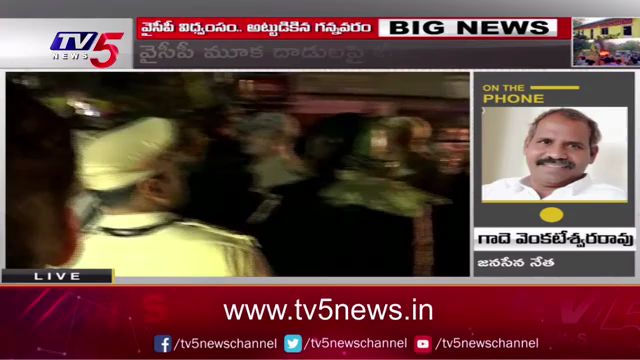 TV5
NEWS
వైసీపీ విధ్వంసం.. అట్టుడికిన గన్నవరం
BIG NEWS
వైసీపీ మూక దాడులపై
ON THE
PHONE
గాదె వెంకటేశ్వరరావు
జనసేన నేత
LIVE
www.tv5news.in
/tv5newschannel
/tv5newschannel
/tv5newschannel